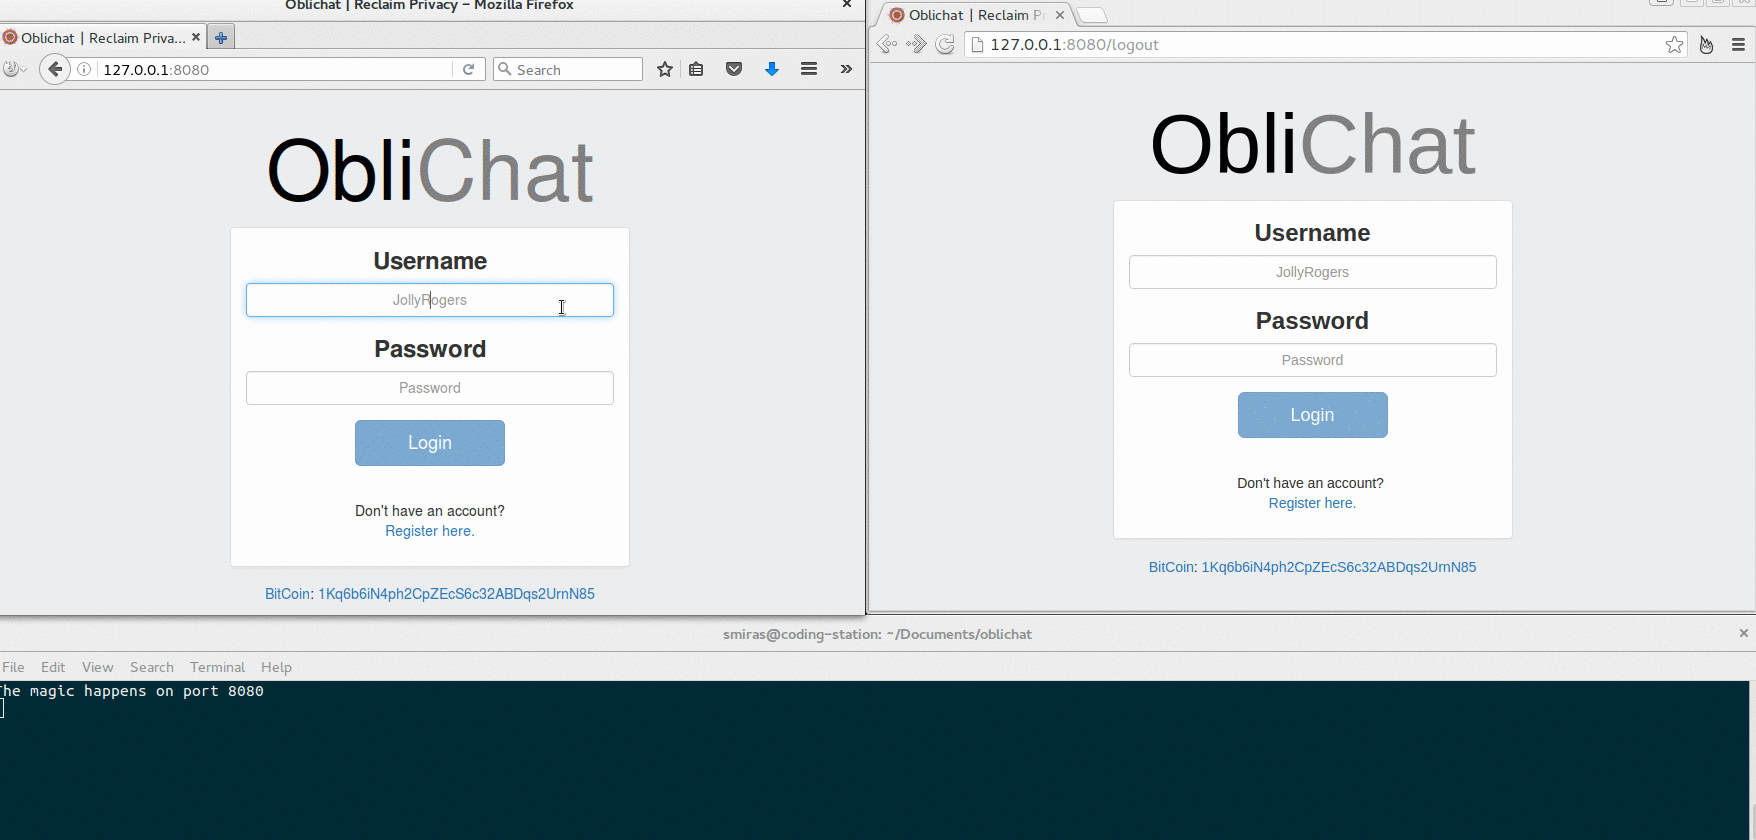 Oblichat | Reclaim Privacy – Mozilla Firefox
Oblichat | Reclaim Priva...
127.0.0.1:8080
Search
ObliChat
Username
JollyRogers
Password
Password
Login
Don't have an account?
Register here.
BitCoin: 1Kq6b6iN4ph2CpZEcS6c32ABDqs2UrnN85
Oblichat | Reclaim Pr
127.0.0.1:8080/logout
ObliChat
Username
JollyRogers
Password
Password
Login
Don't have an account?
Register here.
BitCoin: 1Kq6b6iN4ph2CpZEcS6c32ABDqs2UrnN85
smiras@coding-station: ~/Documents/oblichat
File Edit View Search Terminal Help
The magic happens on port 8080